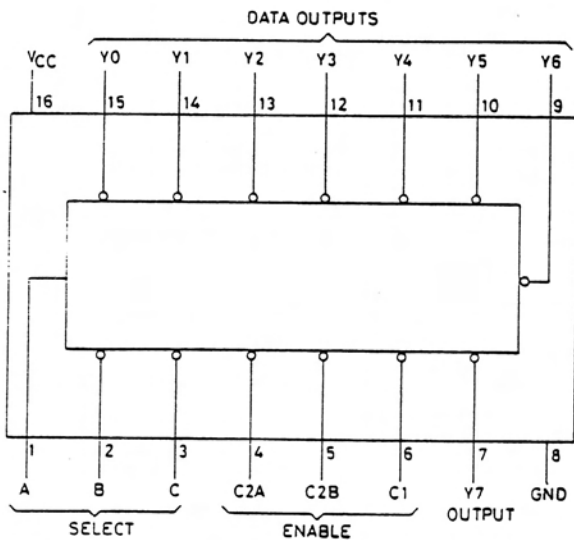 DATA OUTPUTS
VCC Y0 Y1 Y2 Y3 Y4 Y5 Y6
16 15 14 13 12 11 10 9
1 2 3 4 5 6 7 8
A B C C2A C2B C1 Y7 GND
SELECT ENABLE OUTPUT